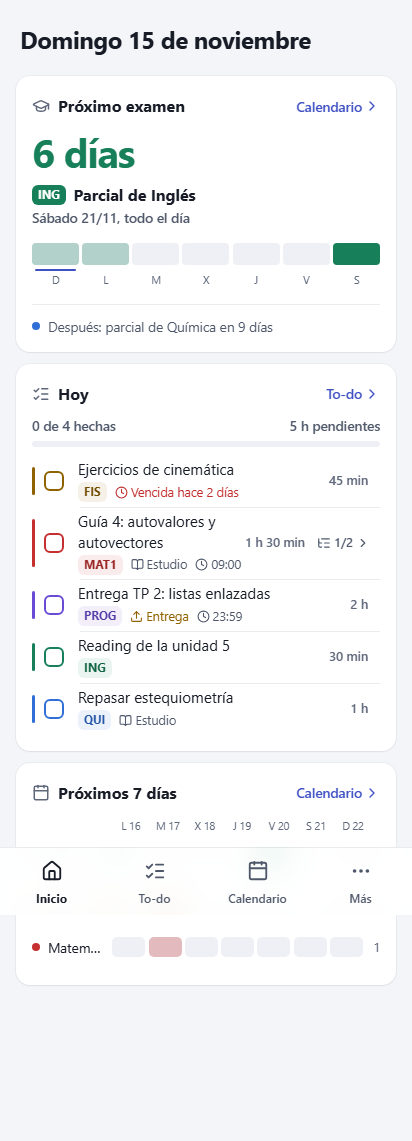 Domingo 15 de noviembre
Próximo examen
Calendario
6 días
ING Parcial de Inglés
Sábado 21/11, todo el día
D L M X J V S
Después: parcial de Química en 9 días
Hoy
To-do
0 de 4 hechas
5 h pendientes
Ejercicios de cinemática
45 min
FIS Vencida hace 2 días
Guía 4: autovalores y
autovectores
1 h 30 min 1/2
MAT1 Estudio 09:00
Entrega TP 2: listas enlazadas
2 h
PROG Entrega 23:59
Reading de la unidad 5
30 min
ING
Repasar estequiometría
1 h
QUI Estudio
Próximos 7 días
Calendario
L 16 M 17 X 18 J 19 V 20 S 21 D 22
Inicio To-do Calendario Más
Matem... 1